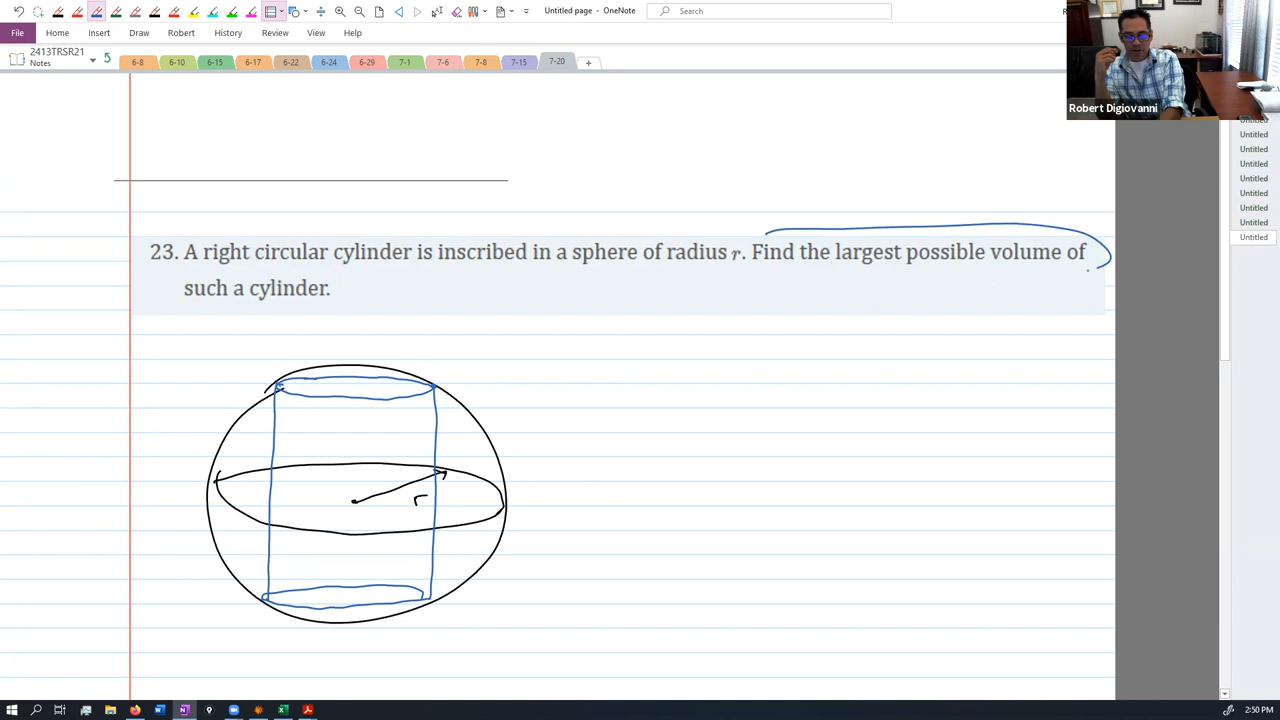 Untitled page - OneNote
Search
File
Home
Insert
Draw
Robert
History
Review
View
Help
2413TRSR21
Notes
6-8
6-10
6-15
6-17
6-22
6-24
6-29
7-1
7-6
7-8
7-15
7-20
Robert Digiovanni
Untitled
Untitled
Untitled
Untitled
Untitled
Untitled
Untitled
Untitled
Untitled
23. A right circular cylinder is inscribed in a sphere of radius r. Find the largest possible volume of
such a cylinder.
r
2:50 PM